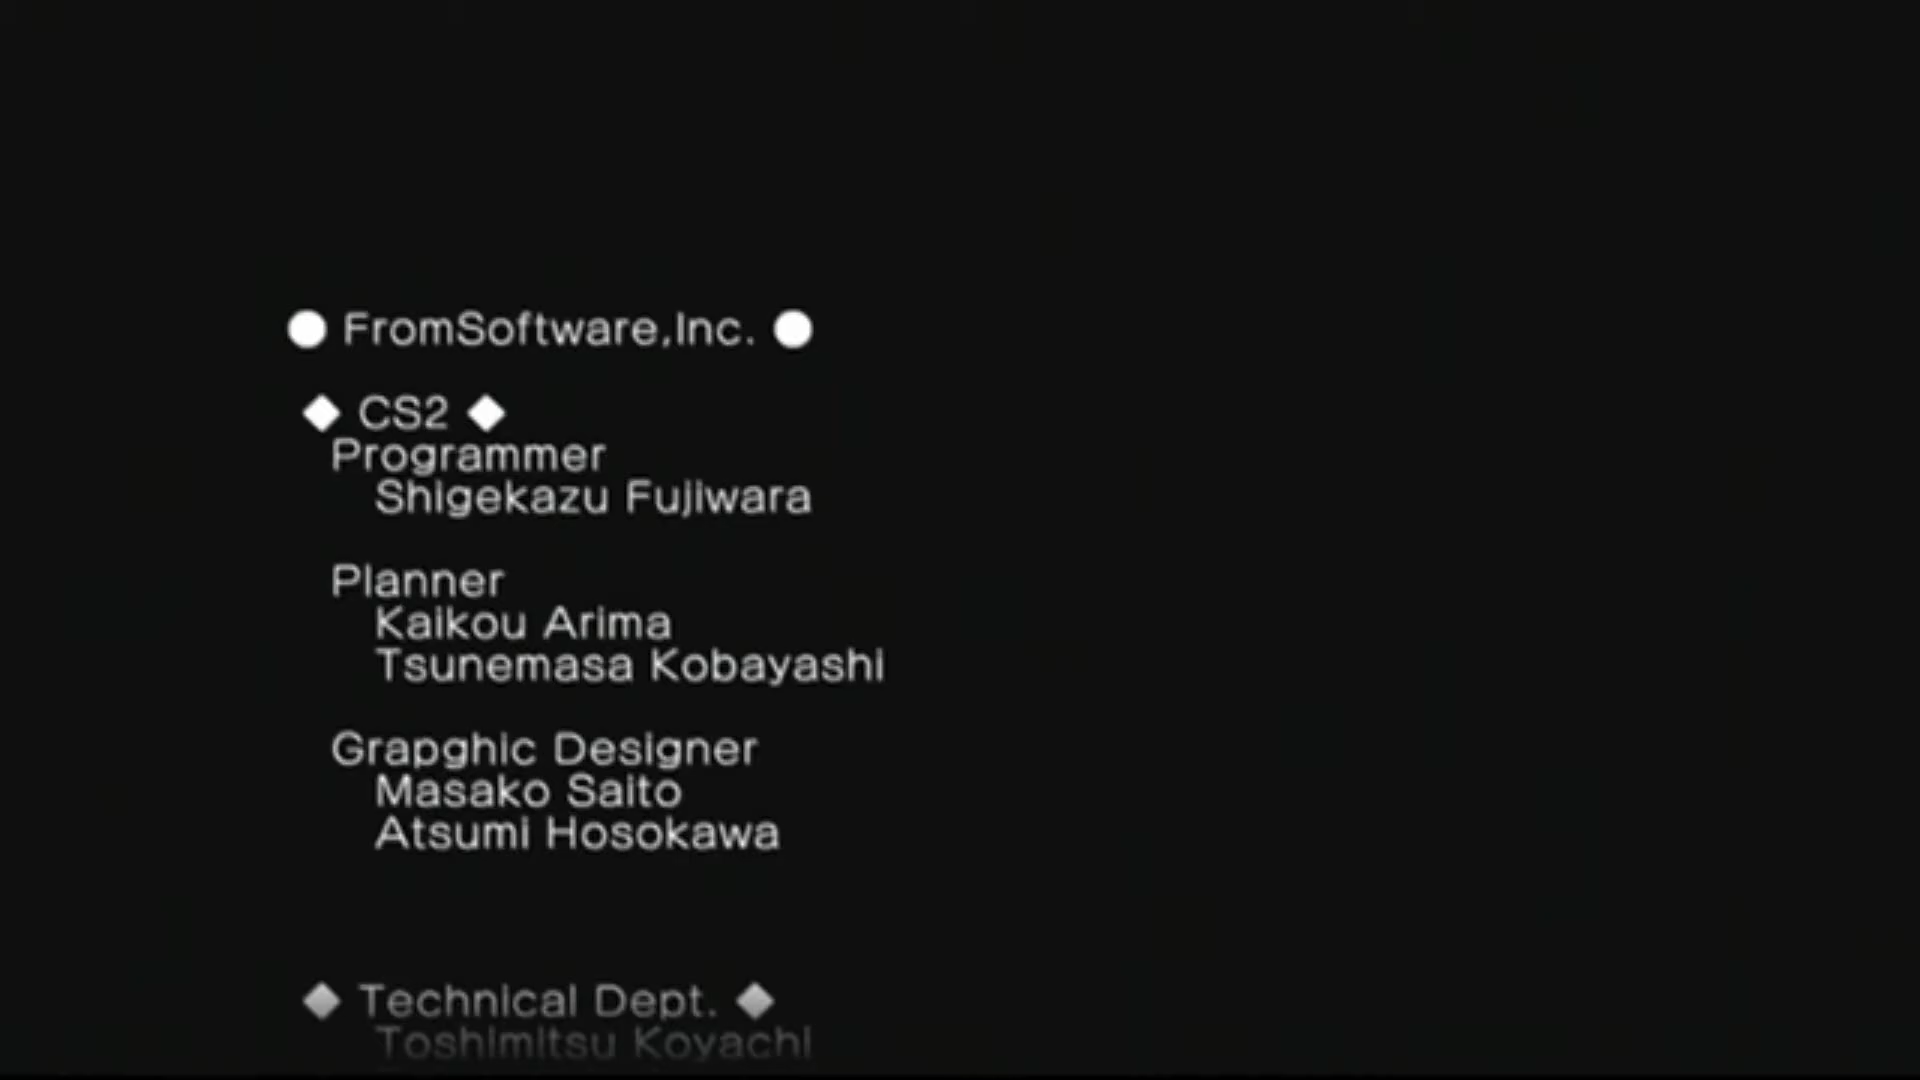 ● FromSoftware,Inc. ●
◆ CS2 ◆
Programmer
Shigekazu Fujiwara
Planner
Kaikou Arima
Tsunemasa Kobayashi
Grapghic Designer
Masako Saito
Atsumi Hosokawa
◆ Technical Dept. ◆
Toshimitsu Koyachi